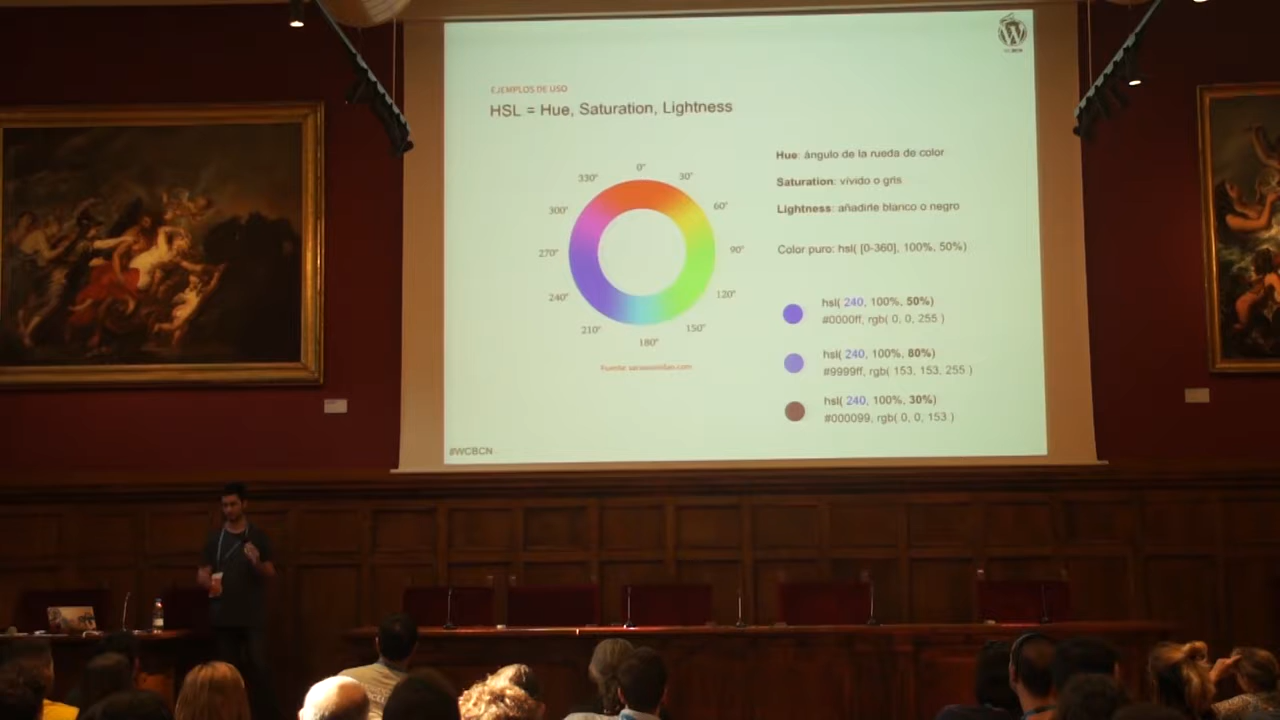 W
WCBCN
EJEMPLOS DE USO
HSL = Hue, Saturation, Lightness
0°
30°
60°
90°
120°
150°
180°
210°
240°
270°
300°
330°
Fuente:
Hue: ángulo de la rueda de color
Saturation: vívido o gris
Lightness: añadirle blanco o negro
Color puro: hsl( [0-360], 100%, 50%)
hsl( 240, 100%, 50%)
#0000ff, rgb( 0, 0, 255 )
hsl( 240, 100%, 80%)
#9999ff, rgb( 153, 153, 255 )
hsl( 240, 100%, 30%)
#000099, rgb( 0, 0, 153 )
#WCBCN